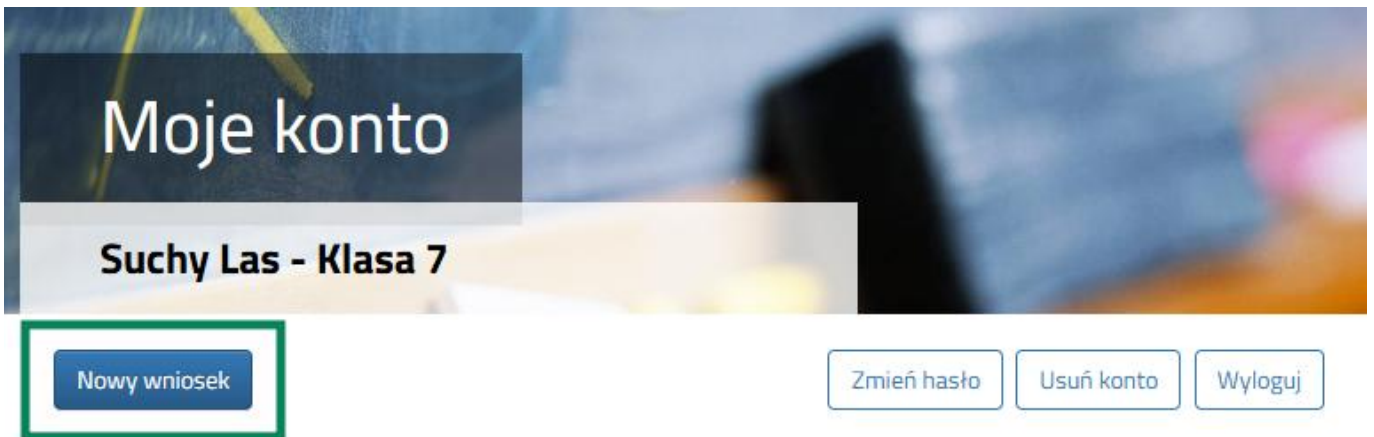 Moje konto
Suchy Las - Klasa 7
Nowy wniosek
Zmień hasło
Usuń konto
Wyloguj